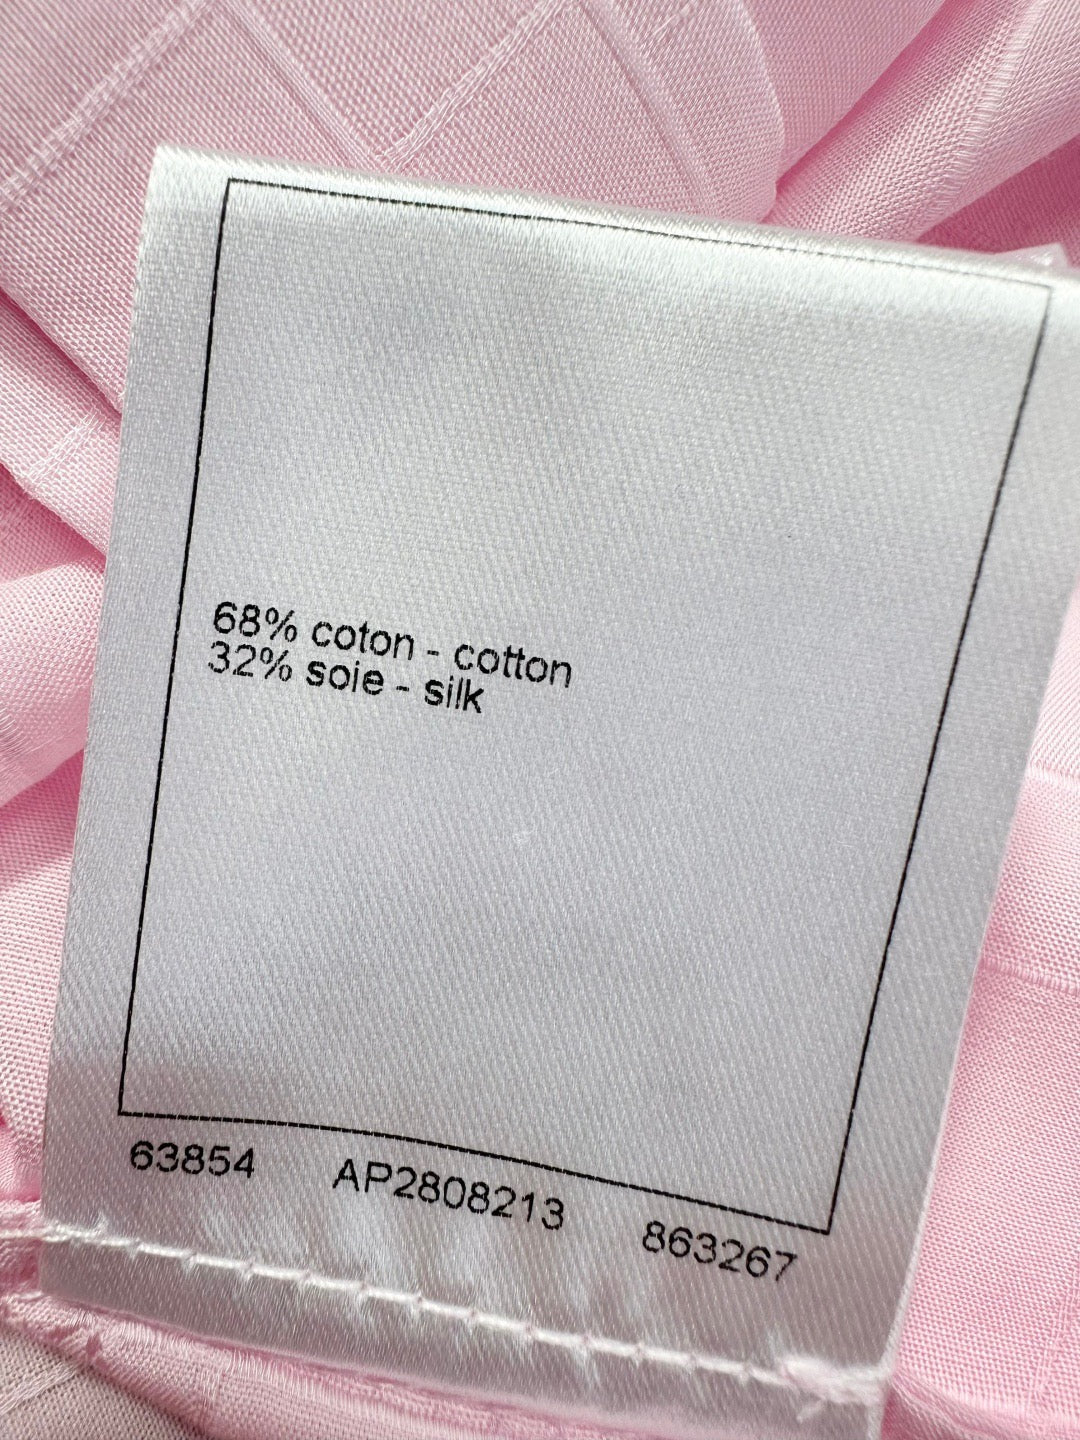 68% coton - cotton
32% soie - silk
63854 AP2808213 863267